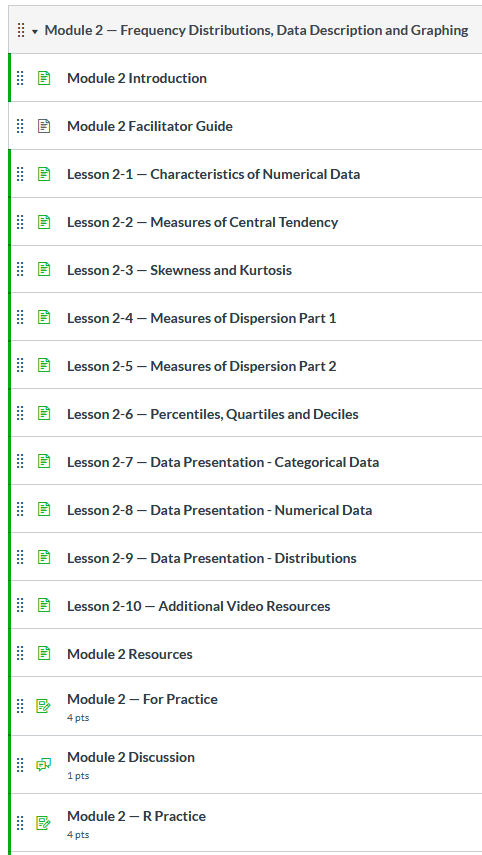 Module 2 — Frequency Distributions, Data Description and Graphing
Module 2 Introduction
Module 2 Facilitator Guide
Lesson 2-1 — Characteristics of Numerical Data
Lesson 2-2 — Measures of Central Tendency
Lesson 2-3 — Skewness and Kurtosis
Lesson 2-4 — Measures of Dispersion Part 1
Lesson 2-5 — Measures of Dispersion Part 2
Lesson 2-6 — Percentiles, Quartiles and Deciles
Lesson 2-7 — Data Presentation - Categorical Data
Lesson 2-8 — Data Presentation - Numerical Data
Lesson 2-9 — Data Presentation - Distributions
Lesson 2-10 — Additional Video Resources
Module 2 Resources
Module 2 — For Practice
4 pts
Module 2 Discussion
1 pts
Module 2 — R Practice
4 pts